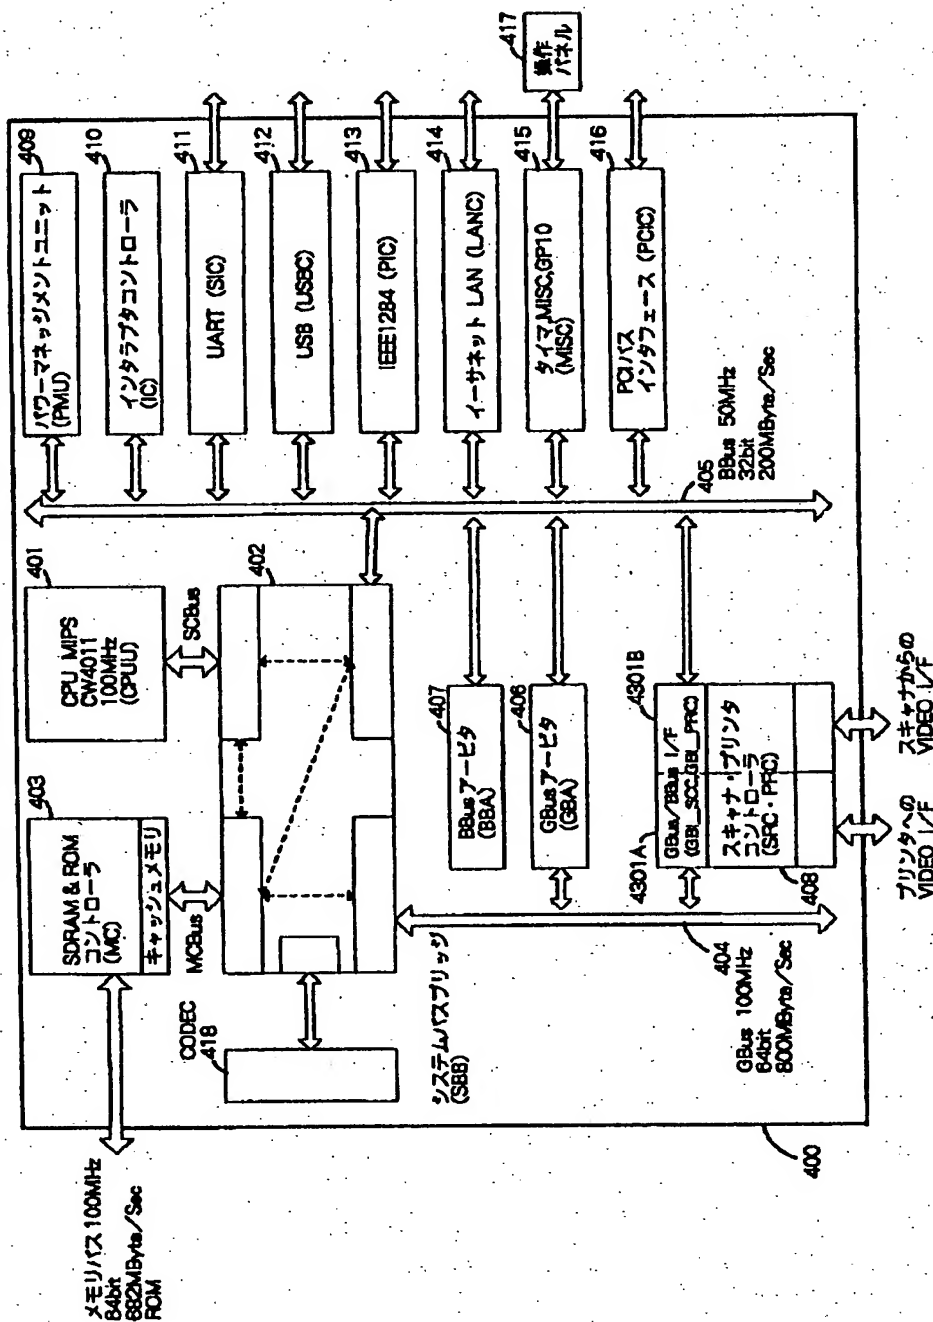 メモリバス 100MHz
64bit
682MByte/Sec
ROM
403
SDRAM & ROM
コントローラ
(MC)
キャッシュメモリ
MCBus
401
CPU MIPS
CW4011
100MHz
(CPUU)
SCBus
402
CODEC
418
システムバスブリッジ
(SBB)
409
パワーマネッジメントユニット
(PMU)
410
インタラプタコントローラ
(IC)
411
UART (SIC)
412
USB (USBC)
413
IEEE1284 (PIC)
414
イーサネット LAN (LANC)
415
タイマ,MISC,GP10
(MISC)
416
PCIバス
インタフェース (PCIC)
417
操作
パネル
405
BBus 50MHz
32bit
200MByte/Sec
407
BBusアービタ
(BBA)
406
GBusアービタ
(GBA)
4301A
4301B
GBus/BBus I/F
(GBI_SCC,GBI_PRC)
スキャナ・プリンタ
コントローラ
(SRC・PRC)
408
404
GBus 100MHz
64bit
800MByte/Sec
プリンタへの
VIDEO I/F
スキャナからの
VIDEO I/F
400